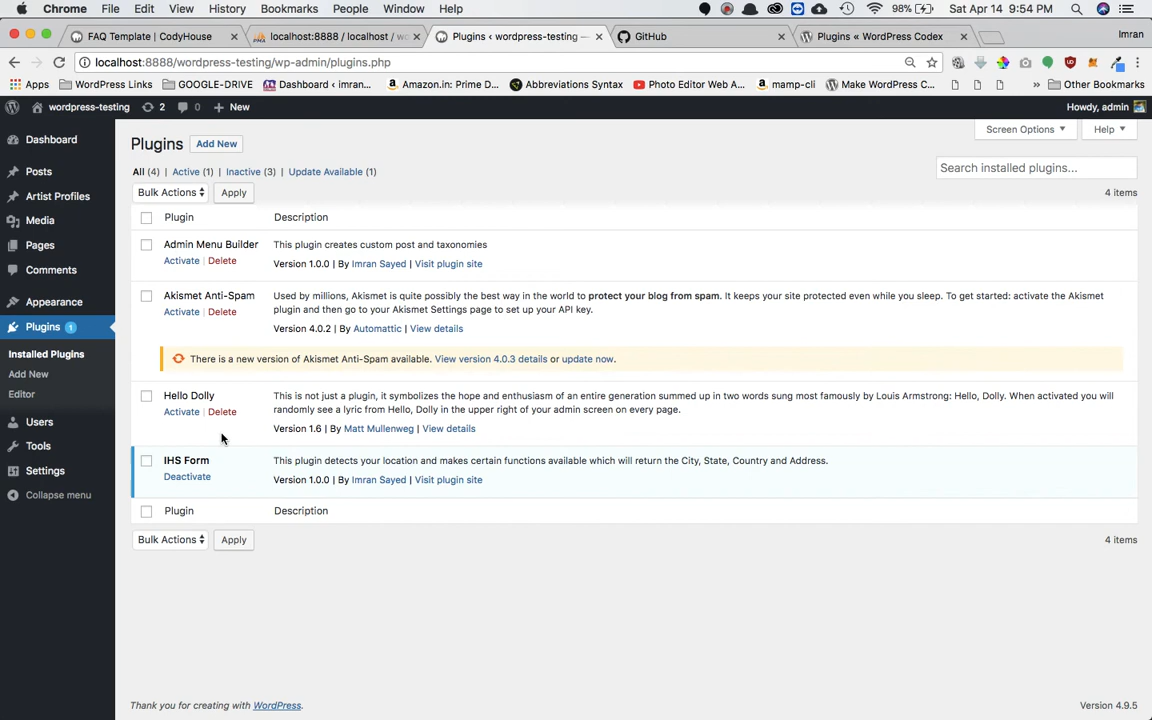 Chrome File Edit View History Bookmarks People Window Help 98% Sat Apr 14 9:54 PM
FAQ Template | CodyHouse × localhost:8888 / localhost / wo × Plugins ‹ wordpress-testing — × GitHub × Plugins « WordPress Codex × Imran
localhost:8888/wordpress-testing/wp-admin/plugins.php
Apps WordPress Links GOOGLE-DRIVE Dashboard ‹ imran... Amazon.in: Prime D... Abbreviations Syntax Photo Editor Web A... mamp-cli Make WordPress C... » Other Bookmarks
wordpress-testing 2 0 + New Howdy, admin
Dashboard
Posts
Artist Profiles
Media
Pages
Comments
Appearance
Plugins 1
Installed Plugins
Add New
Editor
Users
Tools
Settings
Collapse menu
Screen Options ▼ Help ▼
Plugins Add New
All (4) | Active (1) | Inactive (3) | Update Available (1)
Search installed plugins...
Bulk Actions Apply 4 items
Plugin Description
Admin Menu Builder This plugin creates custom post and taxonomies
Activate | Delete Version 1.0.0 | By Imran Sayed | Visit plugin site
Akismet Anti-Spam Used by millions, Akismet is quite possibly the best way in the world to protect your blog from spam. It keeps your site protected even while you sleep. To get started: activate the Akismet
Activate | Delete plugin and then go to your Akismet Settings page to set up your API key.
Version 4.0.2 | By Automattic | View details
There is a new version of Akismet Anti-Spam available. View version 4.0.3 details or update now.
Hello Dolly This is not just a plugin, it symbolizes the hope and enthusiasm of an entire generation summed up in two words sung most famously by Louis Armstrong: Hello, Dolly. When activated you will
Activate | Delete randomly see a lyric from Hello, Dolly in the upper right of your admin screen on every page.
Version 1.6 | By Matt Mullenweg | View details
IHS Form This plugin detects your location and makes certain functions available which will return the City, State, Country and Address.
Deactivate Version 1.0.0 | By Imran Sayed | Visit plugin site
Plugin Description
Bulk Actions Apply 4 items
Thank you for creating with WordPress. Version 4.9.5